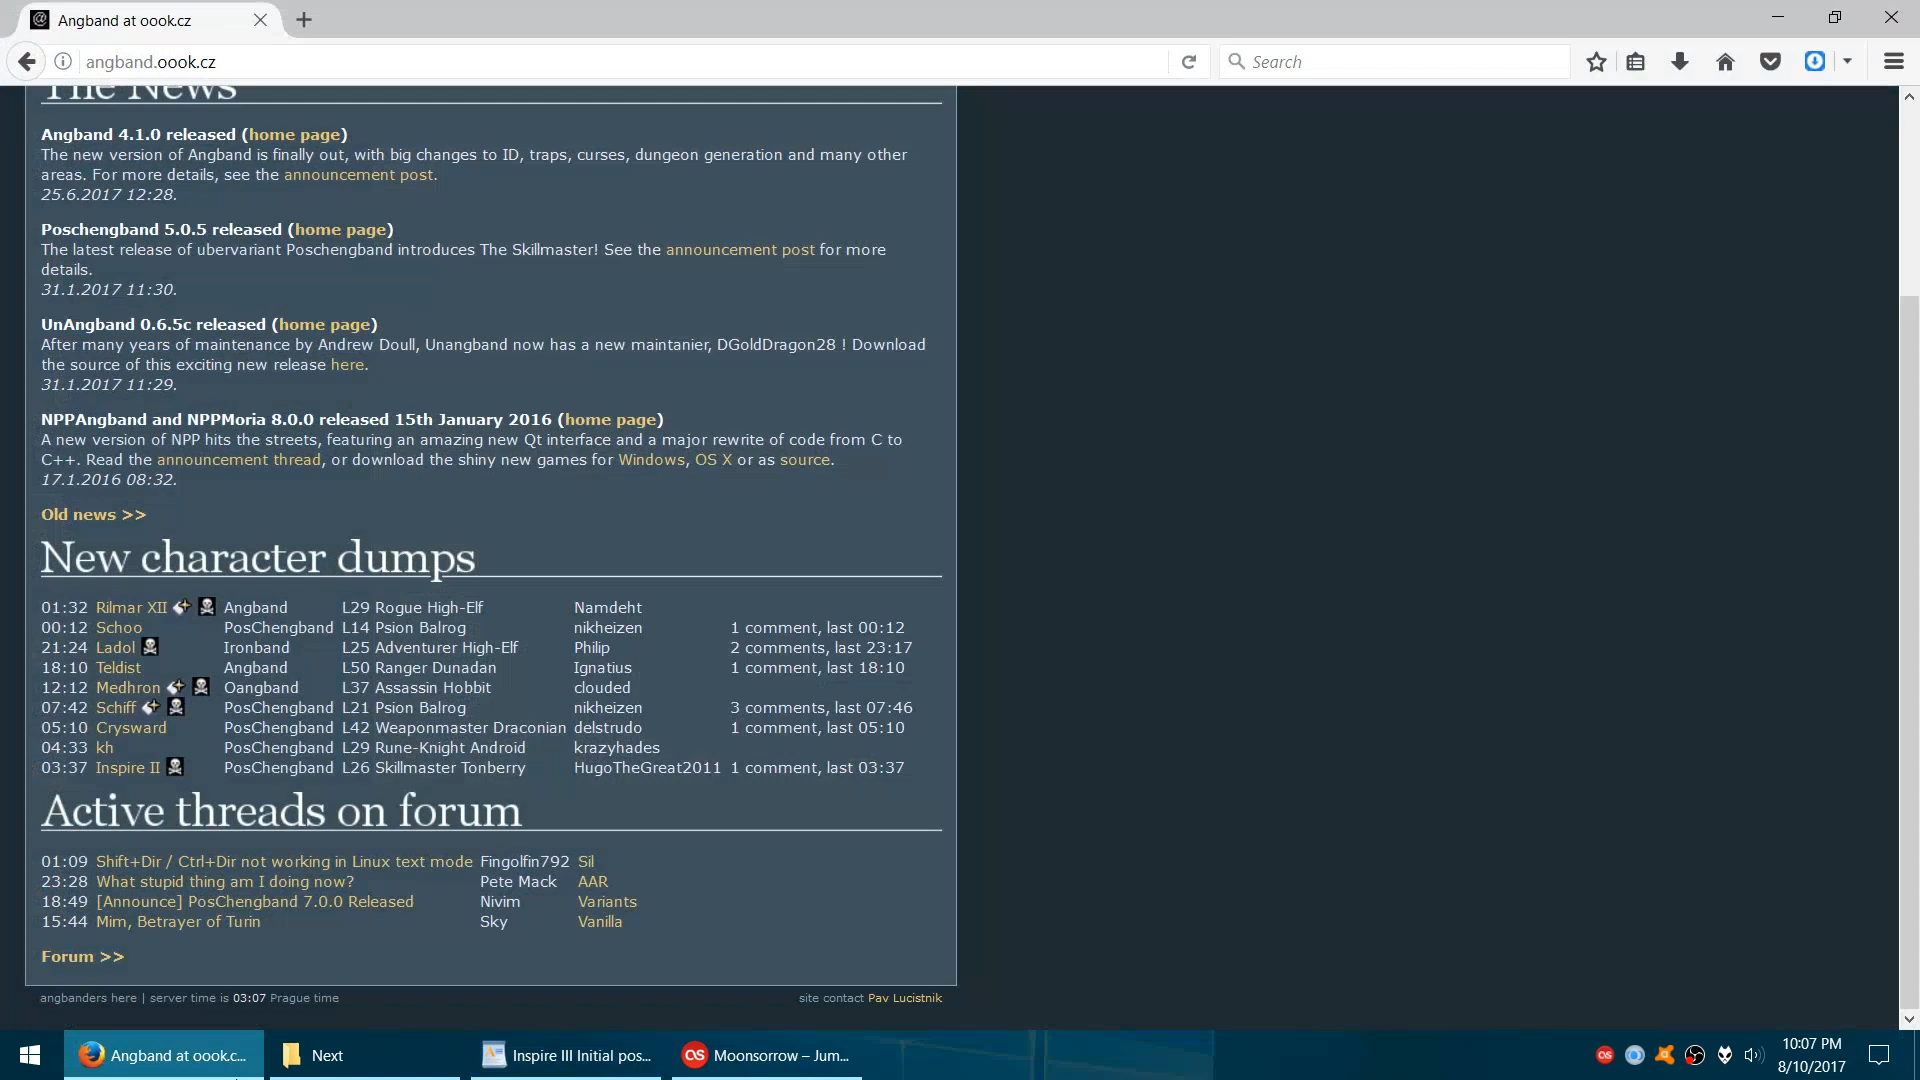 Angband at oook.cz
angband.oook.cz
Search
The News
Angband 4.1.0 released (home page)
The new version of Angband is finally out, with big changes to ID, traps, curses, dungeon generation and many other
areas. For more details, see the announcement post.
25.6.2017 12:28.
Poschengband 5.0.5 released (home page)
The latest release of ubervariant Poschengband introduces The Skillmaster! See the announcement post for more
details.
31.1.2017 11:30.
UnAngband 0.6.5c released (home page)
After many years of maintenance by Andrew Doull, Unangband now has a new maintanier, DGoldDragon28 ! Download
the source of this exciting new release here.
31.1.2017 11:29.
NPPAngband and NPPMoria 8.0.0 released 15th January 2016 (home page)
A new version of NPP hits the streets, featuring an amazing new Qt interface and a major rewrite of code from C to
C++. Read the announcement thread, or download the shiny new games for Windows, OS X or as source.
17.1.2016 08:32.
Old news >>
New character dumps
01:32 Rilmar XII Angband L29 Rogue High-Elf Namdeht
00:12 Schoo PosChengband L14 Psion Balrog nikheizen 1 comment, last 00:12
21:24 Ladol Ironband L25 Adventurer High-Elf Philip 2 comments, last 23:17
18:10 Teldist Angband L50 Ranger Dunadan Ignatius 1 comment, last 18:10
12:12 Medhron Oangband L37 Assassin Hobbit clouded
07:42 Schiff PosChengband L21 Psion Balrog nikheizen 3 comments, last 07:46
05:10 Crysward PosChengband L42 Weaponmaster Draconian delstrudo 1 comment, last 05:10
04:33 kh PosChengband L29 Rune-Knight Android krazyhades
03:37 Inspire II PosChengband L26 Skillmaster Tonberry HugoTheGreat2011 1 comment, last 03:37
Active threads on forum
01:09 Shift+Dir / Ctrl+Dir not working in Linux text mode Fingolfin792 Sil
23:28 What stupid thing am I doing now? Pete Mack AAR
18:49 [Announce] PosChengband 7.0.0 Released Nivim Variants
15:44 Mim, Betrayer of Turin Sky Vanilla
Forum >>
angbanders here | server time is 03:07 Prague time site contact Pav Lucistnik
Angband at oook.c... Next Inspire III Initial pos... Moonsorrow – Jum... 10:07 PM
8/10/2017